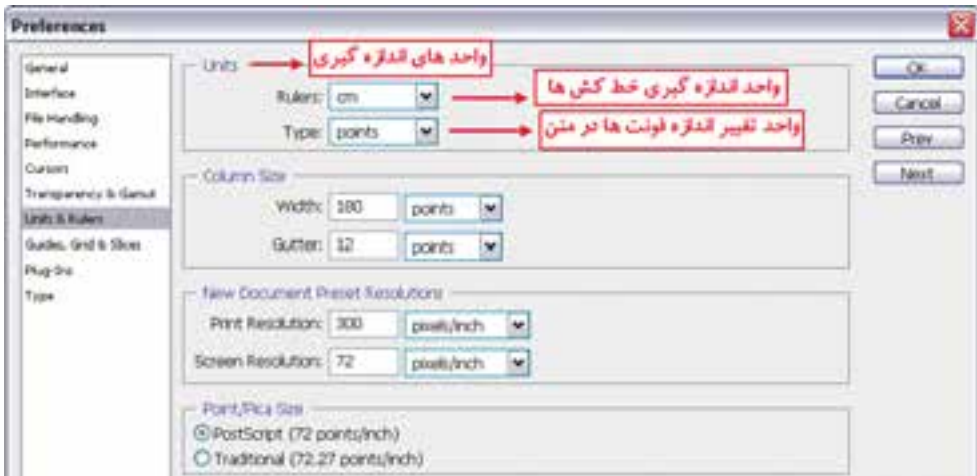 Preferences
General
Interface
File Handling
Performance
Cursors
Transparency & Gamut
Units & Rulers
Guides, Grid & Slices
Plug-Ins
Type
Units
واحد های اندازه گیری
Rulers: cm
واحد اندازه گیری خط کش ها
Type: points
واحد تغییر اندازه فونت ها در متن
Column Size
Width: 180 points
Gutter: 12 points
New Document Preset Resolutions
Print Resolution: 300 pixels/inch
Screen Resolution: 72 pixels/inch
Point/Pica Size
PostScript (72 points/inch)
Traditional (72.27 points/inch)
OK
Cancel
Prev
Next